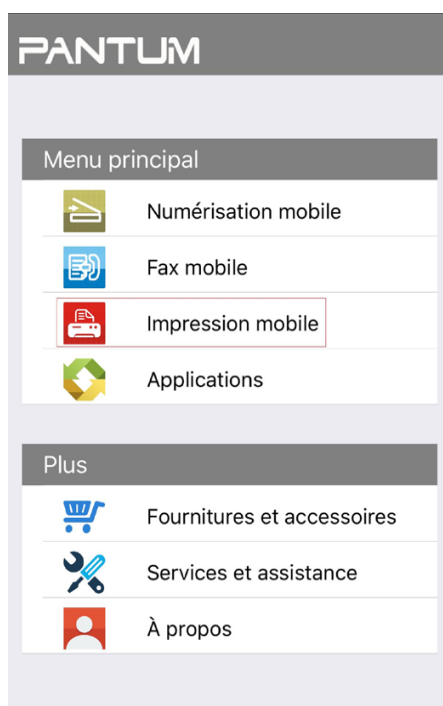 PANTUM
Menu principal
Numérisation mobile
Fax mobile
Impression mobile
Applications
Plus
Fournitures et accessoires
Services et assistance
À propos